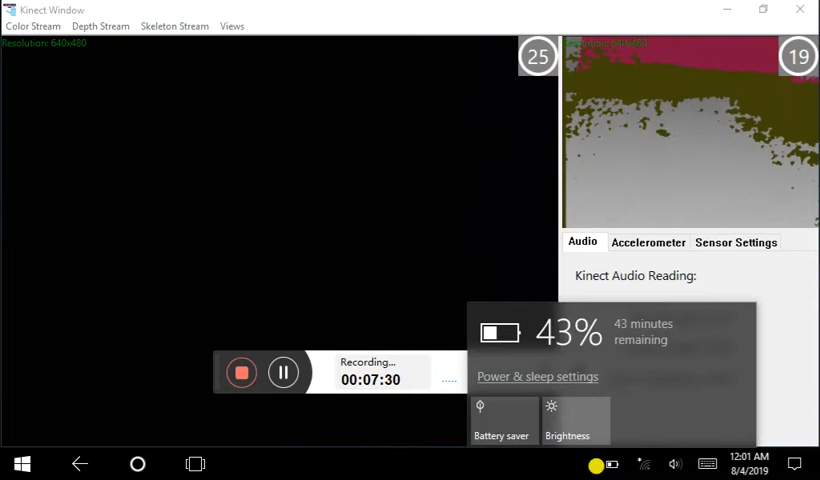 Kinect Window
Color Stream Depth Stream Skeleton Stream Views
Resolution: 640x480
25
19
Audio Accelerometer Sensor Settings
Kinect Audio Reading:
43%
43 minutes
remaining
Recording...
00:07:30
Power & sleep settings
Battery saver
Brightness
12:01 AM
8/4/2019